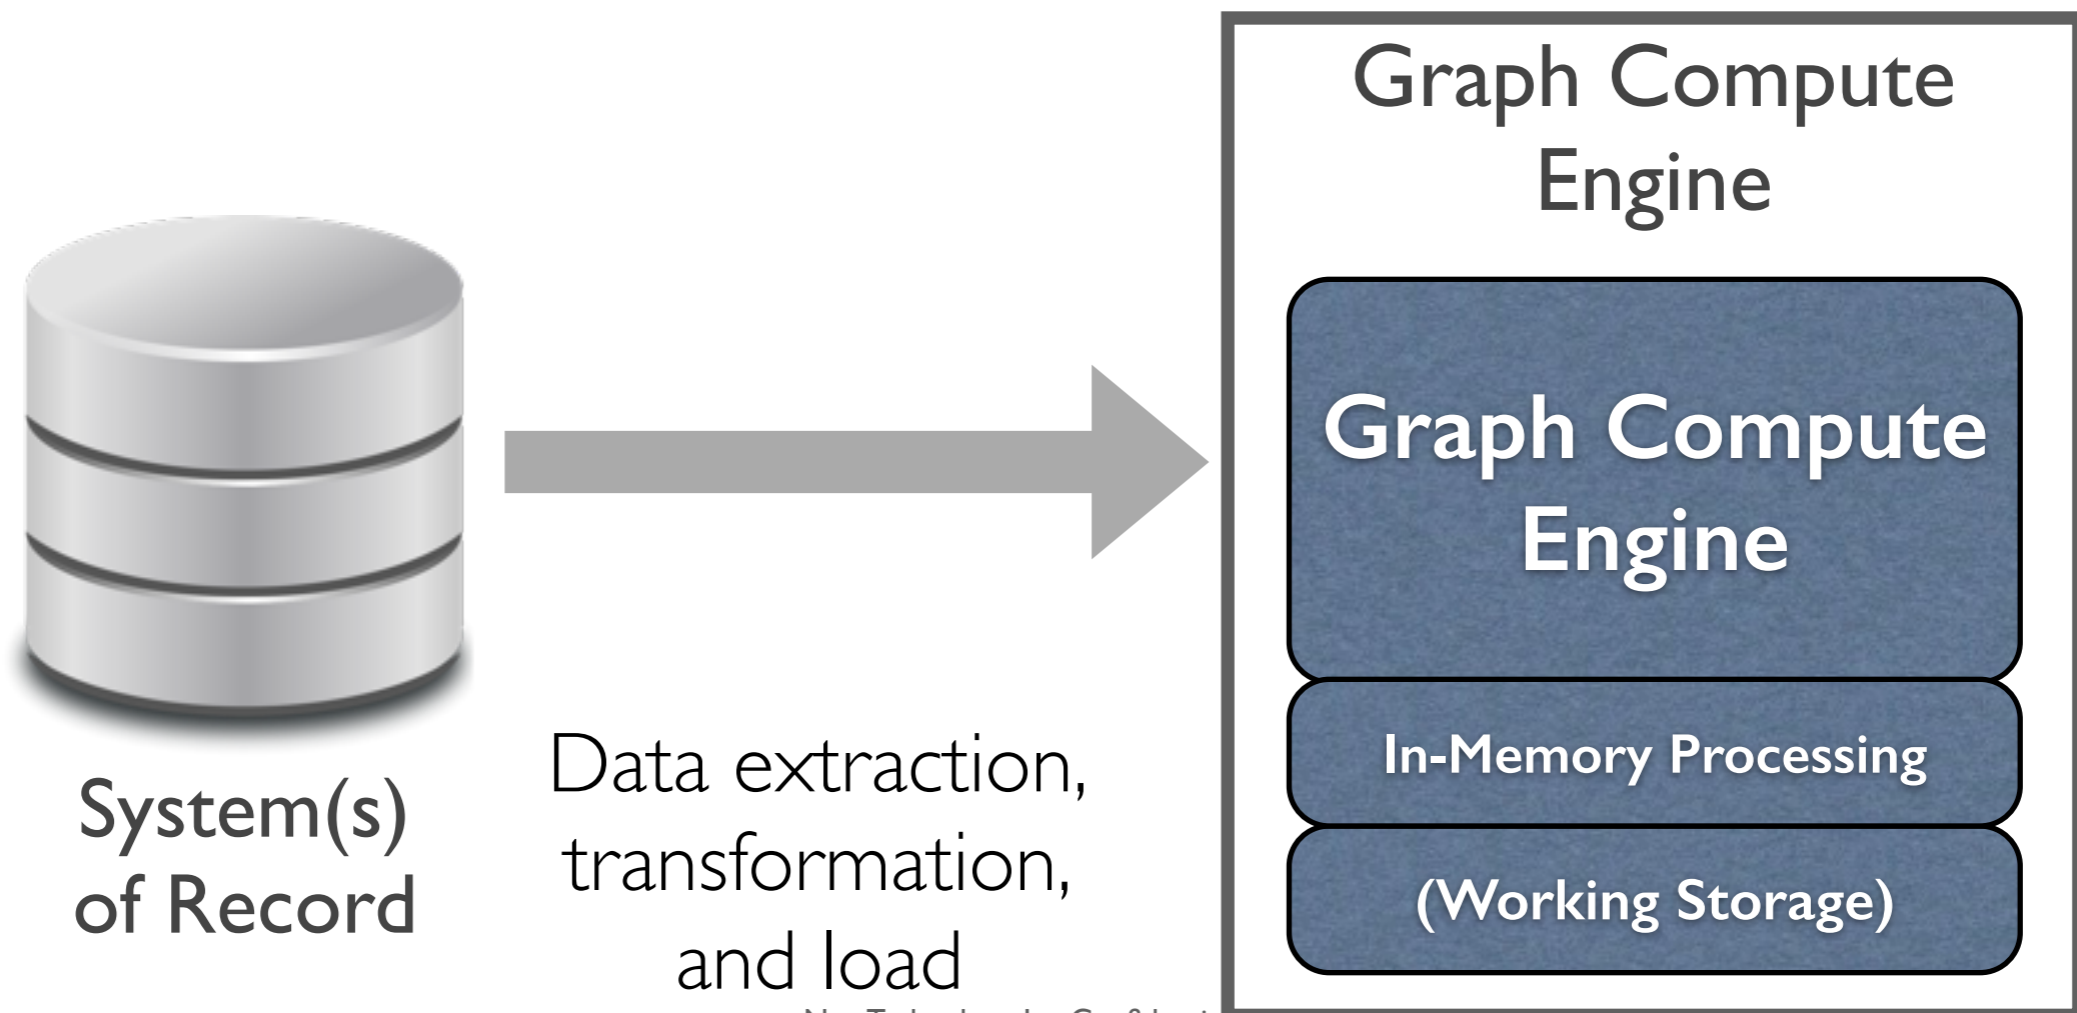 System(s)
of Record
Data extraction,
transformation,
and load
Graph Compute
Engine
Graph Compute
Engine
In-Memory Processing
(Working Storage)